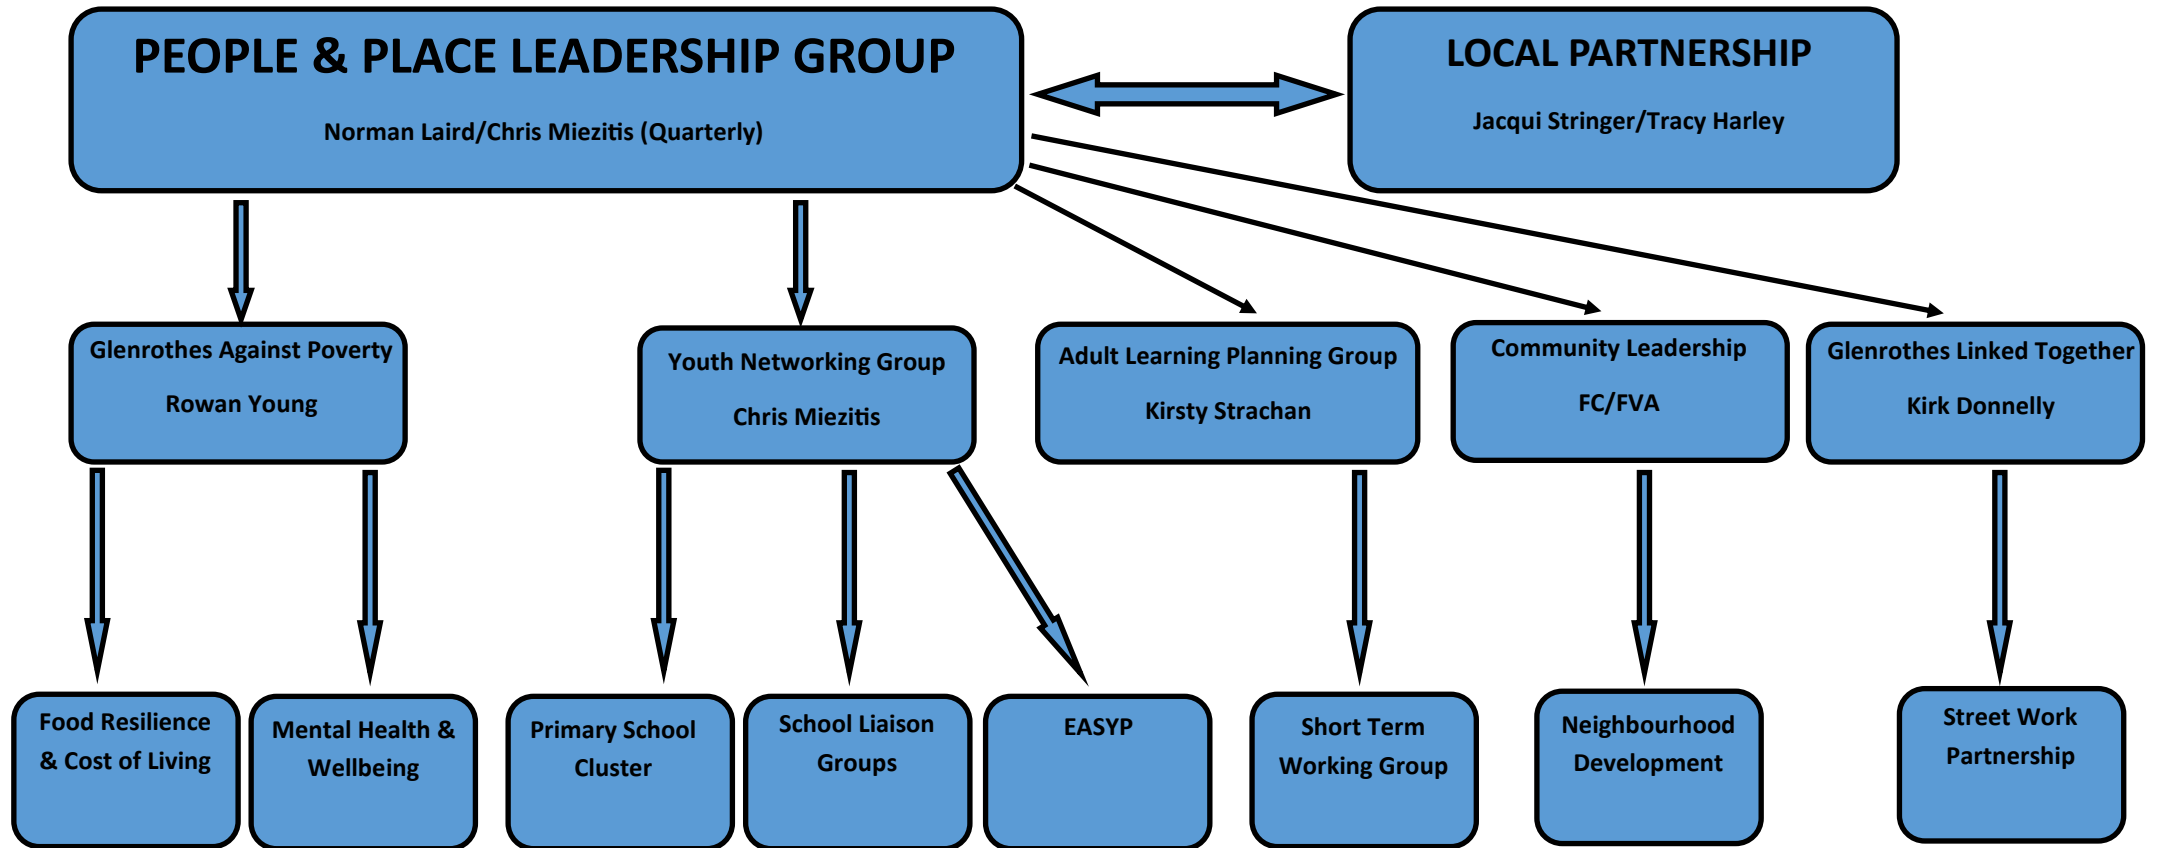 PEOPLE & PLACE LEADERSHIP GROUP
Norman Laird/Chris Miezitis (Quarterly)
LOCAL PARTNERSHIP
Jacqui Stringer/Tracy Harley
Glenrothes Against Poverty
Rowan Young
Youth Networking Group
Chris Miezitis
Adult Learning Planning Group
Kirsty Strachan
Community Leadership
FC/FVA
Glenrothes Linked Together
Kirk Donnelly
Food Resilience
& Cost of Living
Mental Health &
Wellbeing
Primary School
Cluster
School Liaison
Groups
EASYP
Short Term
Working Group
Neighbourhood
Development
Street Work
Partnership